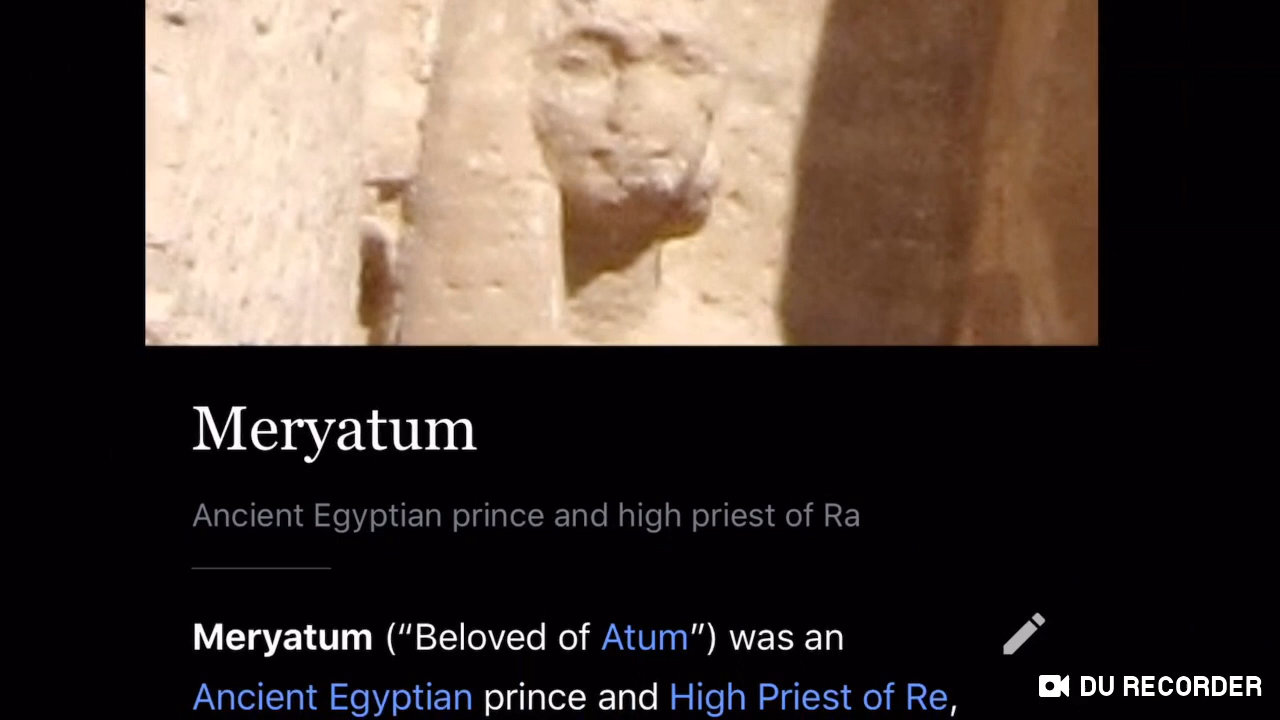 Meryatum
Ancient Egyptian prince and high priest of Ra
Meryatum (“Beloved of Atum”) was an
Ancient Egyptian prince and High Priest of Re,
DU RECORDER